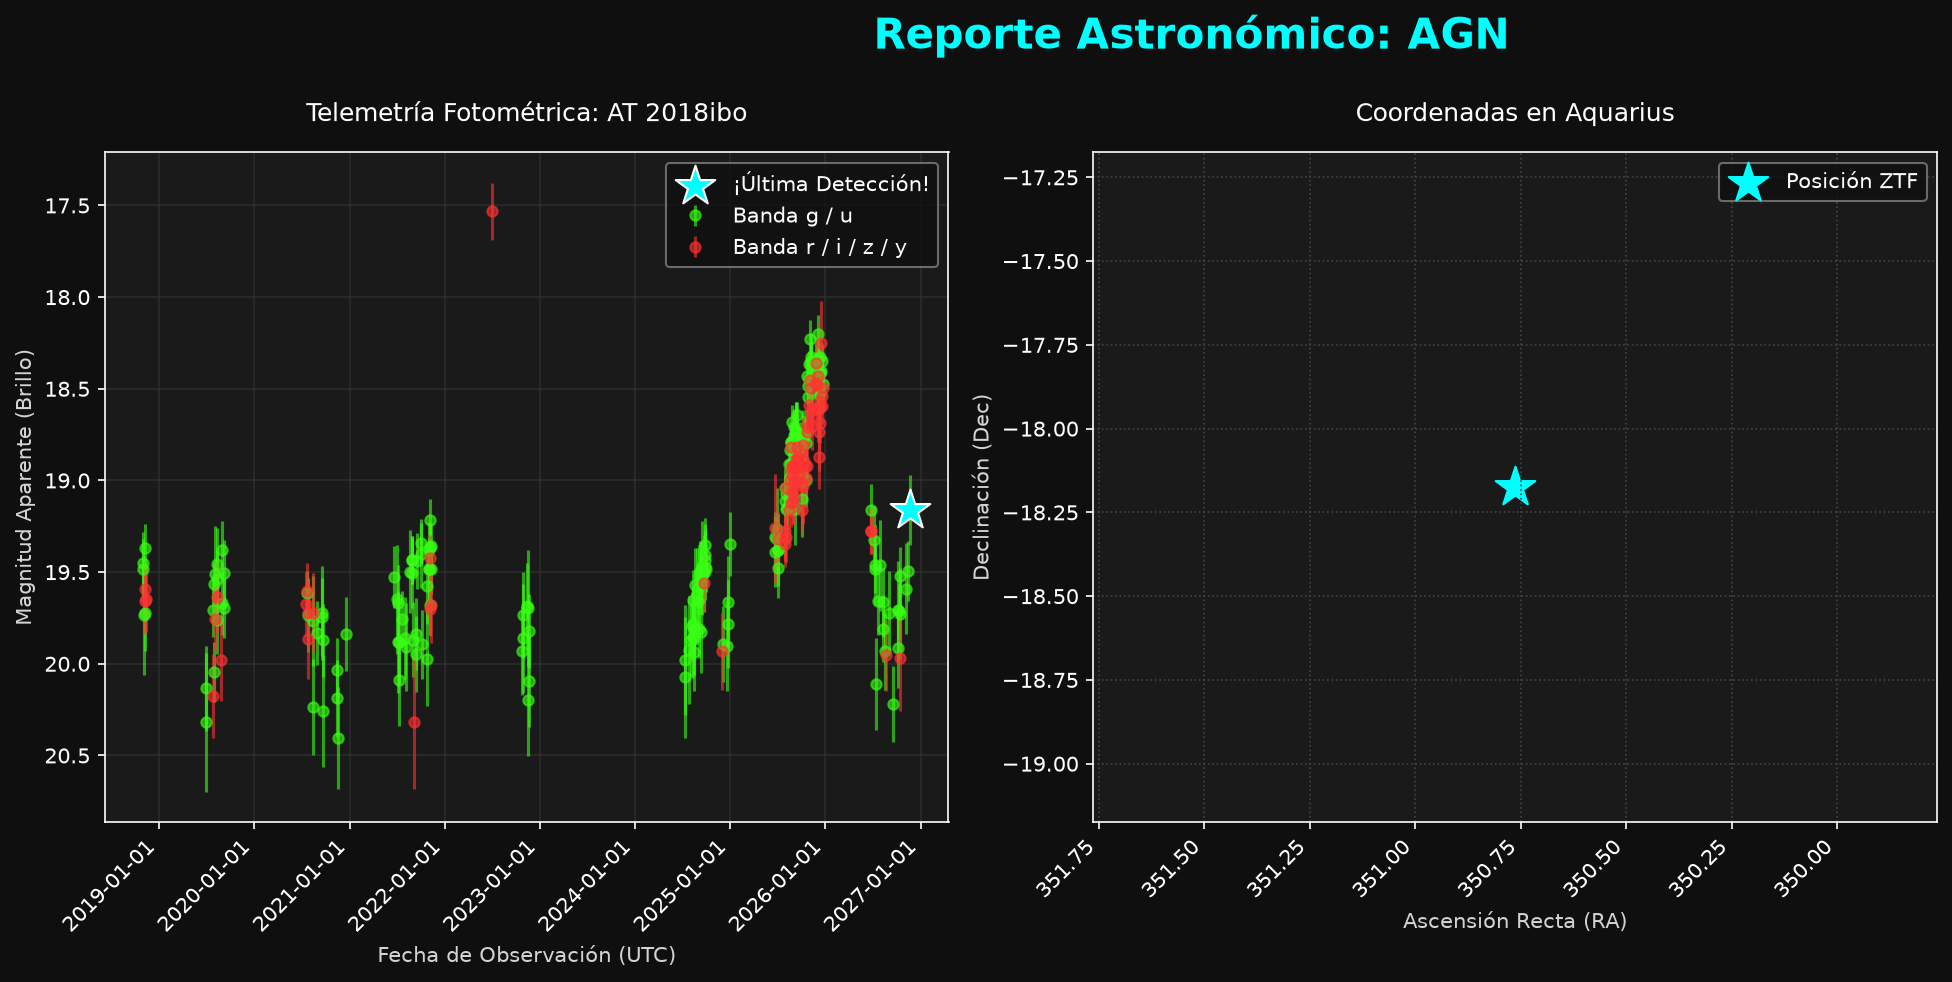 Reporte Astronómico: AGN
Telemetría Fotométrica: AT 2018ibo
¡Última Detección!
Banda g / u
Banda r / i / z / y
Magnitud Aparente (Brillo)
17.5
18.0
18.5
19.0
19.5
20.0
20.5
2019-01-01
2020-01-01
2021-01-01
2022-01-01
2023-01-01
2024-01-01
2025-01-01
2026-01-01
2027-01-01
Fecha de Observación (UTC)
Coordenadas en Aquarius
Posición ZTF
Declinación (Dec)
−17.25
−17.50
−17.75
−18.00
−18.25
−18.50
−18.75
−19.00
351.75
351.50
351.25
351.00
350.75
350.50
350.25
350.00
Ascensión Recta (RA)